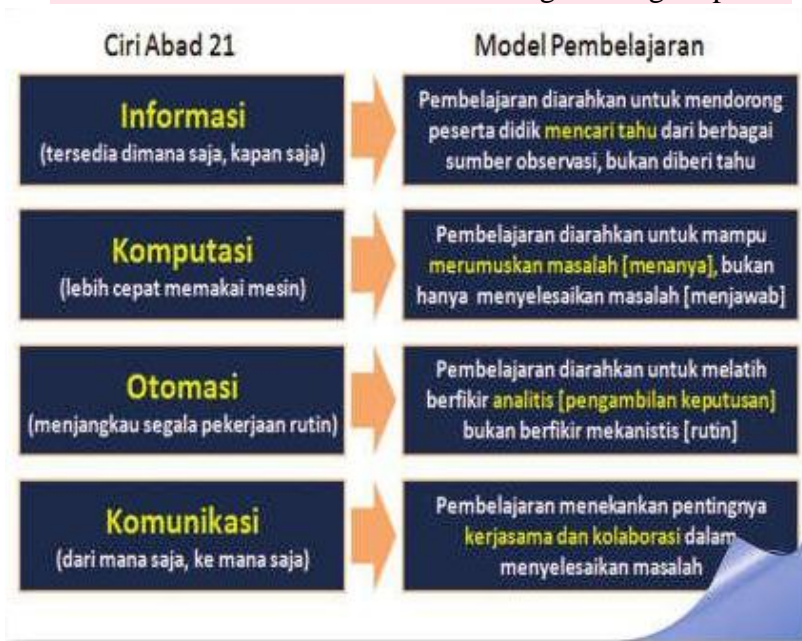 Ciri Abad 21
Model Pembelajaran
Informasi
(tersedia dimana saja, kapan saja)
Pembelajaran diarahkan untuk mendorong
peserta didik mencari tahu dari berbagai
sumber observasi, bukan diberi tahu
Komputasi
(lebih cepat memakai mesin)
Pembelajaran diarahkan untuk mampu
merumuskan masalah [menanya], bukan
hanya menyelesaikan masalah [menjawab]
Otomasi
(menjangkau segala pekerjaan rutin)
Pembelajaran diarahkan untuk melatih
berfikir analitis [pengambilan keputusan]
bukan berfikir mekanistis [rutin]
Komunikasi
(dari mana saja, ke mana saja)
Pembelajaran menekankan pentingnya
kerjasama dan kolaborasi dalam
menyelesaikan masalah